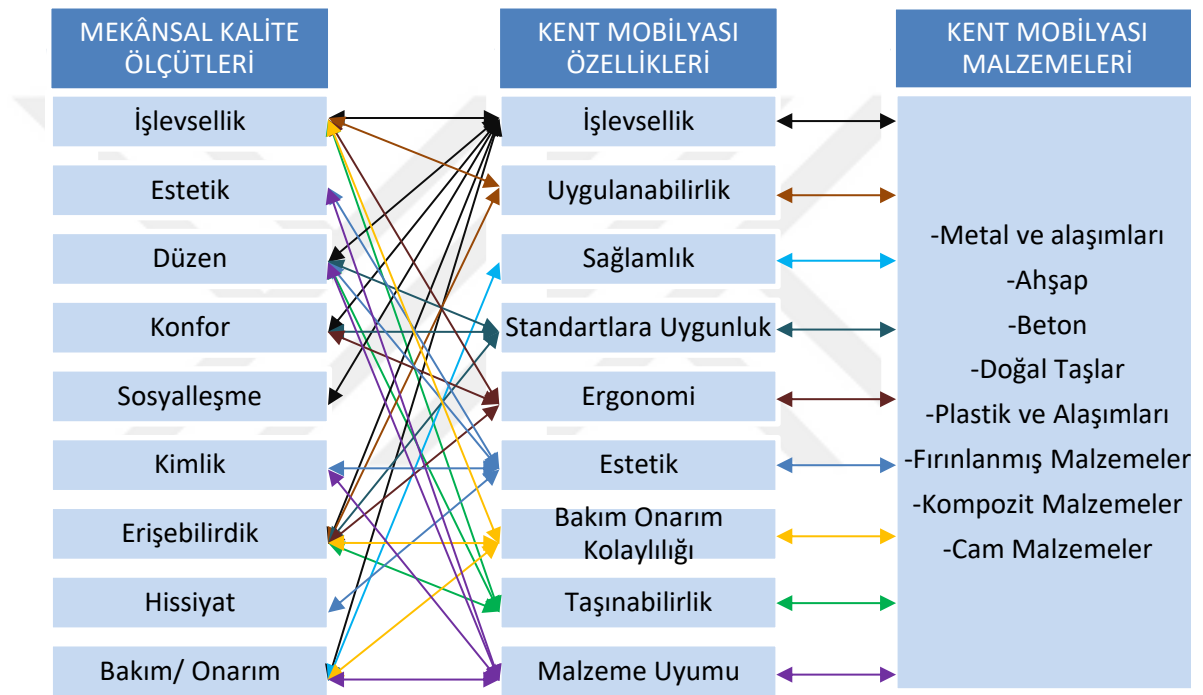 MEKÂNSAL KALİTE
ÖLÇÜTLERİ
İşlevsellik
Estetik
Düzen
Konfor
Sosyalleşme
Kimlik
Erişebilirdik
Hissiyat
Bakım/ Onarım
KENT MOBİLYASI
ÖZELLİKLERİ
İşlevsellik
Uygulanabilirlik
Sağlamlık
Standartlara Uygunluk
Ergonomi
Estetik
Bakım Onarım
Kolaylılığı
Taşınabilirlik
Malzeme Uyumu
KENT MOBİLYASI
MALZEMELERİ
-Metal ve alaşımları
-Ahşap
-Beton
-Doğal Taşlar
-Plastik ve Alaşımları
-Fırınlanmış Malzemeler
-Kompozit Malzemeler
-Cam Malzemeler